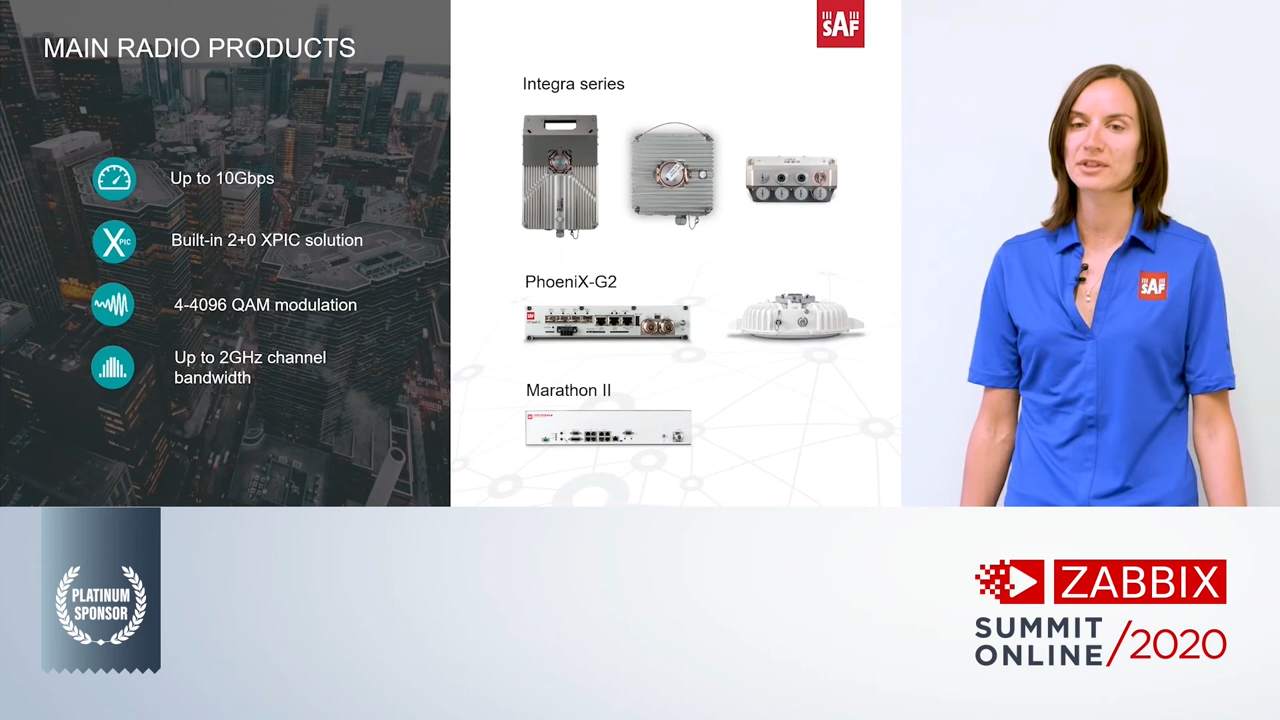 MAIN RADIO PRODUCTS
Up to 10Gbps
XPIC
Built-in 2+0 XPIC solution
4-4096 QAM modulation
Up to 2GHz channel
bandwidth
SAF
Integra series
PhoeniX-G2
Marathon II
SAF
PLATINUM
SPONSOR
ZABBIX
SUMMIT
ONLINE /2020